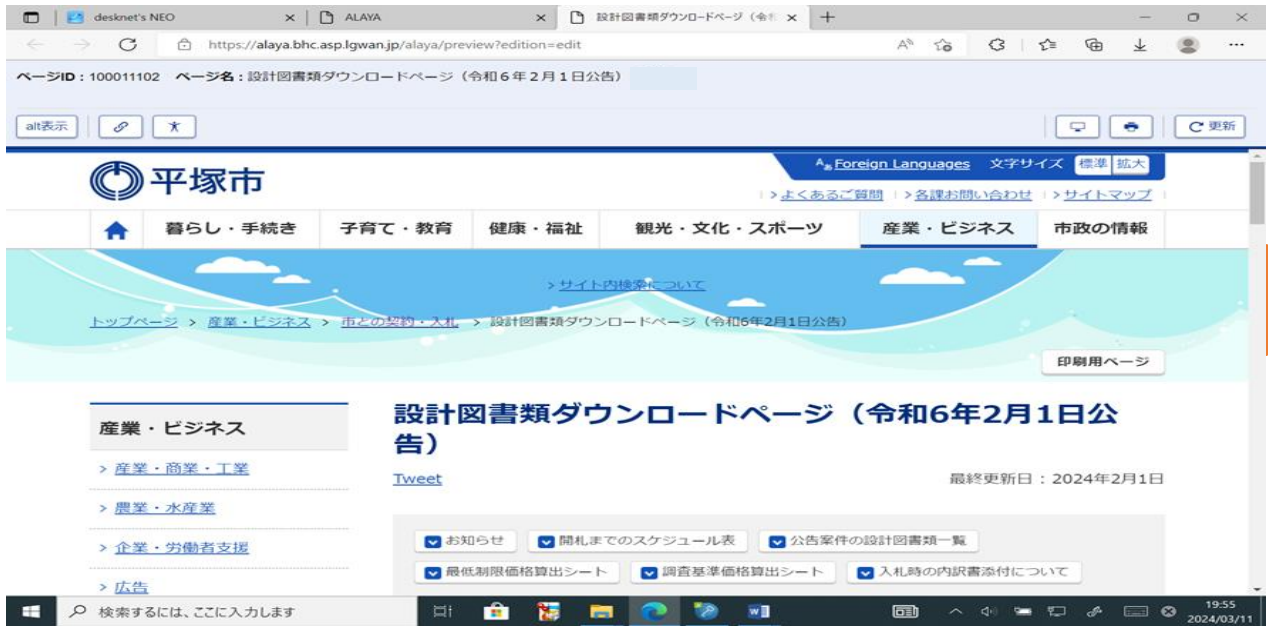 desknet's NEO
ALAYA
設計図書類ダウンロードページ（令
https://alaya.bhc.asp.lgwan.jp/alaya/preview?edition=edit
ページID：100011102 ページ名：設計図書類ダウンロードページ（令和６年２月１日公告）
alt表示
更新
平塚市
Foreign Languages 文字サイズ 標準 拡大
>よくあるご質問 >各課お問い合わせ >サイトマップ
暮らし・手続き 子育て・教育 健康・福祉 観光・文化・スポーツ 産業・ビジネス 市政の情報
>サイト内検索について
トップページ > 産業・ビジネス > 市との契約・入札 > 設計図書類ダウンロードページ（令和6年2月1日公告）
印刷用ページ
設計図書類ダウンロードページ（令和6年2月1日公
告）
産業・ビジネス
> 産業・商業・工業
Tweet
最終更新日：2024年2月1日
> 農業・水産業
> 企業・労働者支援
お知らせ 開札までのスケジュール表 公告案件の設計図書類一覧
最低制限価格算出シート 調査基準価格算出シート 入札時の内訳書添付について
> 広告
検索するには、ここに入力します
19:55
2024/03/11